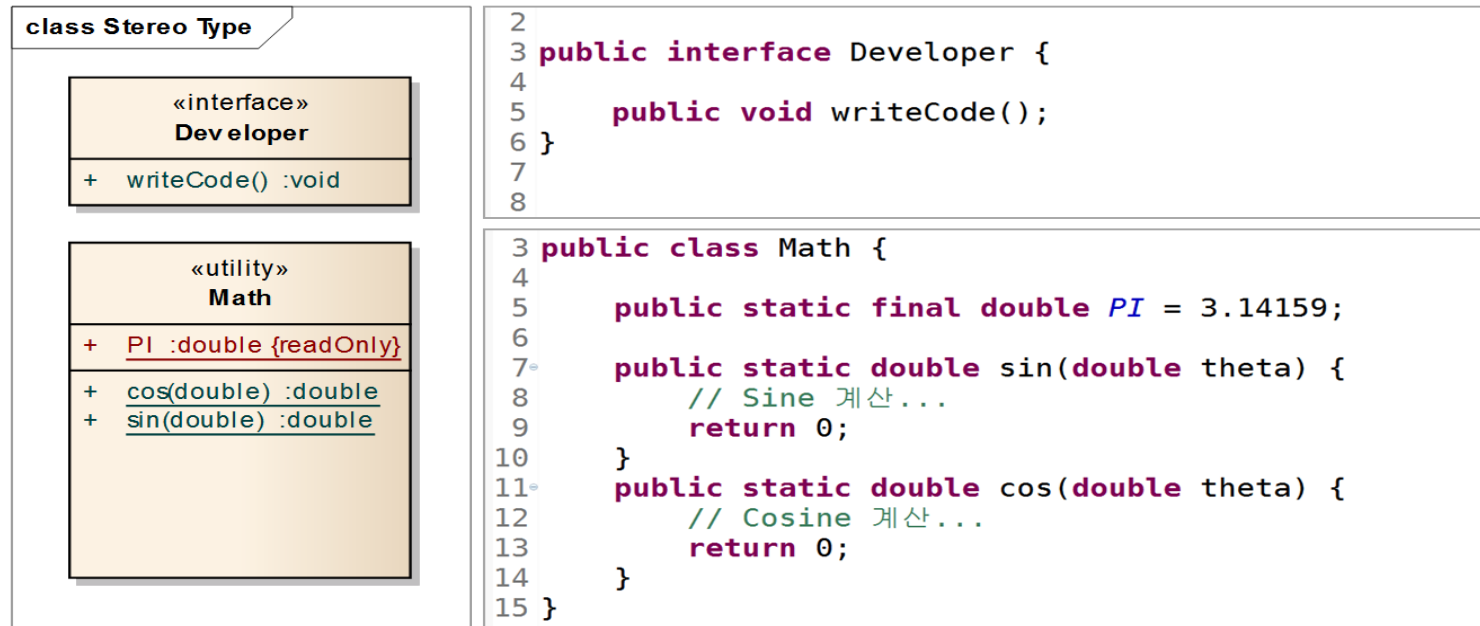 class Stereo Type
«interface»
Developer
+ writeCode() :void
«utility»
Math
+ PI :double {readOnly}
+ cos(double) :double
+ sin(double) :double
2
3 public interface Developer {
4
5 public void writeCode();
6 }
7
8
3 public class Math {
4
5 public static final double PI = 3.14159;
6
7 public static double sin(double theta) {
8 // Sine 계산...
9 return 0;
10 }
11 public static double cos(double theta) {
12 // Cosine 계산...
13 return 0;
14 }
15 }